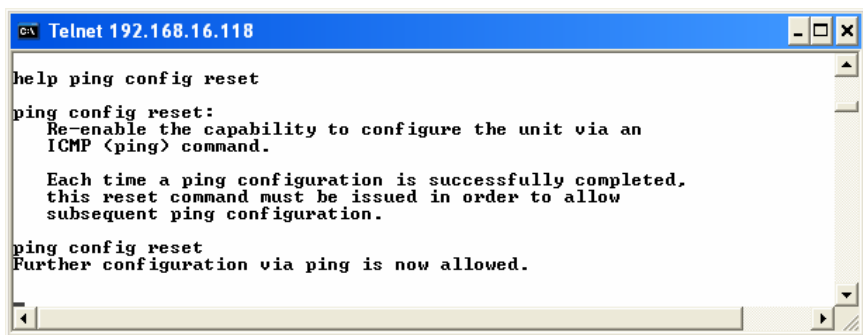 C:\ Telnet 192.168.16.118
help ping config reset
ping config reset:
Re-enable the capability to configure the unit via an
ICMP (ping) command.
Each time a ping configuration is successfully completed,
this reset command must be issued in order to allow
subsequent ping configuration.
ping config reset
Further configuration via ping is now allowed.